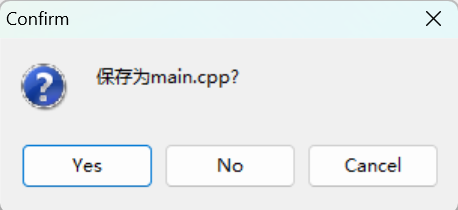 Confirm
保存为main.cpp?
Yes
No
Cancel